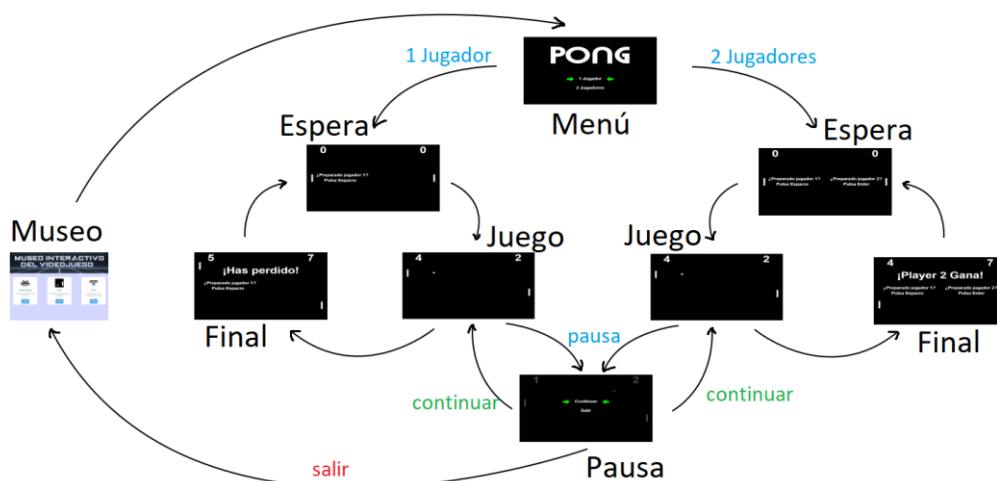 PONG
1 Jugador
2 Jugadores
Menú
1 Jugador
2 Jugadores
Espera
0 0
¿Preparado jugador 1?
Pulsa Espacio
Espera
0 0
¿Preparado jugador 1? ¿Preparado jugador 2?
Pulsa Espacio Pulsa Enter
Museo
MUSEO INTERACTIVO
DEL VIDEOJUEGO
Juego
4 2
Juego
4 2
5 7
¡Has perdido!
¿Preparado jugador 1?
Pulsa Espacio
Final
4 7
¡Player 2 Gana!
¿Preparado jugador 1? ¿Preparado jugador 2?
Pulsa Espacio Pulsa Enter
Final
pausa
continuar
continuar
1 2
Continuar
Salir
Pausa
salir